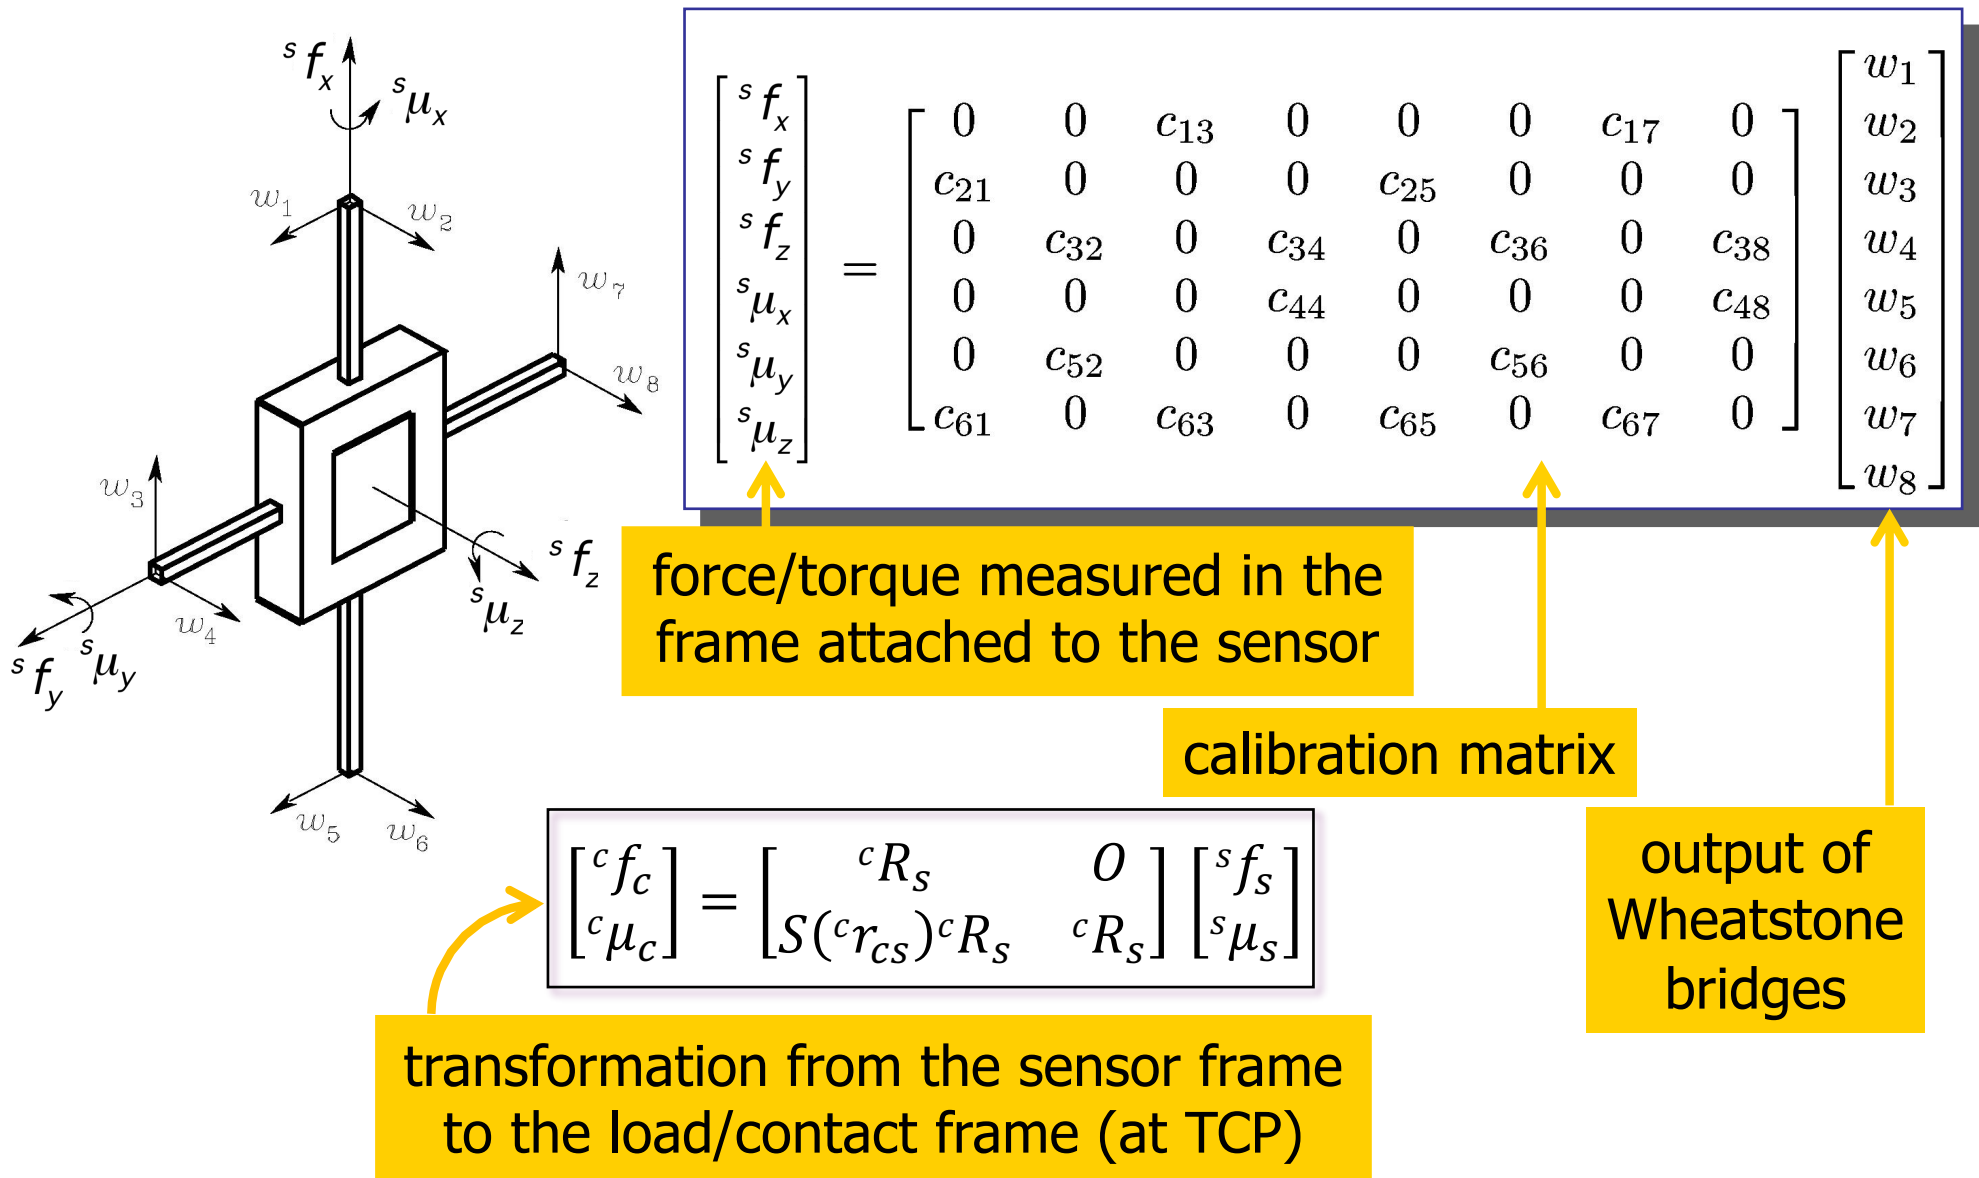 ˢf_x
ˢμ_x
w₁
w₂
w₇
w₈
w₃
w₄
ˢf_z
ˢμ_z
ˢf_y ˢμ_y
w₅
w₆
[ˢf_x ˢf_y ˢf_z ˢμ_x ˢμ_y ˢμ_z] =
0 0 c₁₃ 0 0 0 c₁₇ 0
c₂₁ 0 0 0 c₂₅ 0 0 0
0 c₃₂ 0 c₃₄ 0 c₃₆ 0 c₃₈
0 0 0 c₄₄ 0 0 0 c₄₈
0 c₅₂ 0 0 0 c₅₆ 0 0
c₆₁ 0 c₆₃ 0 c₆₅ 0 c₆₇ 0
[w₁ w₂ w₃ w₄ w₅ w₆ w₇ w₈]
force/torque measured in the
frame attached to the sensor
calibration matrix
output of
Wheatstone
bridges
[ᶜf_c] = [ᶜR_s O] [ˢf_s]
[ᶜμ_c] [S(ᶜr_cs)ᶜR_s ᶜR_s] [ˢμ_s]
transformation from the sensor frame
to the load/contact frame (at TCP)